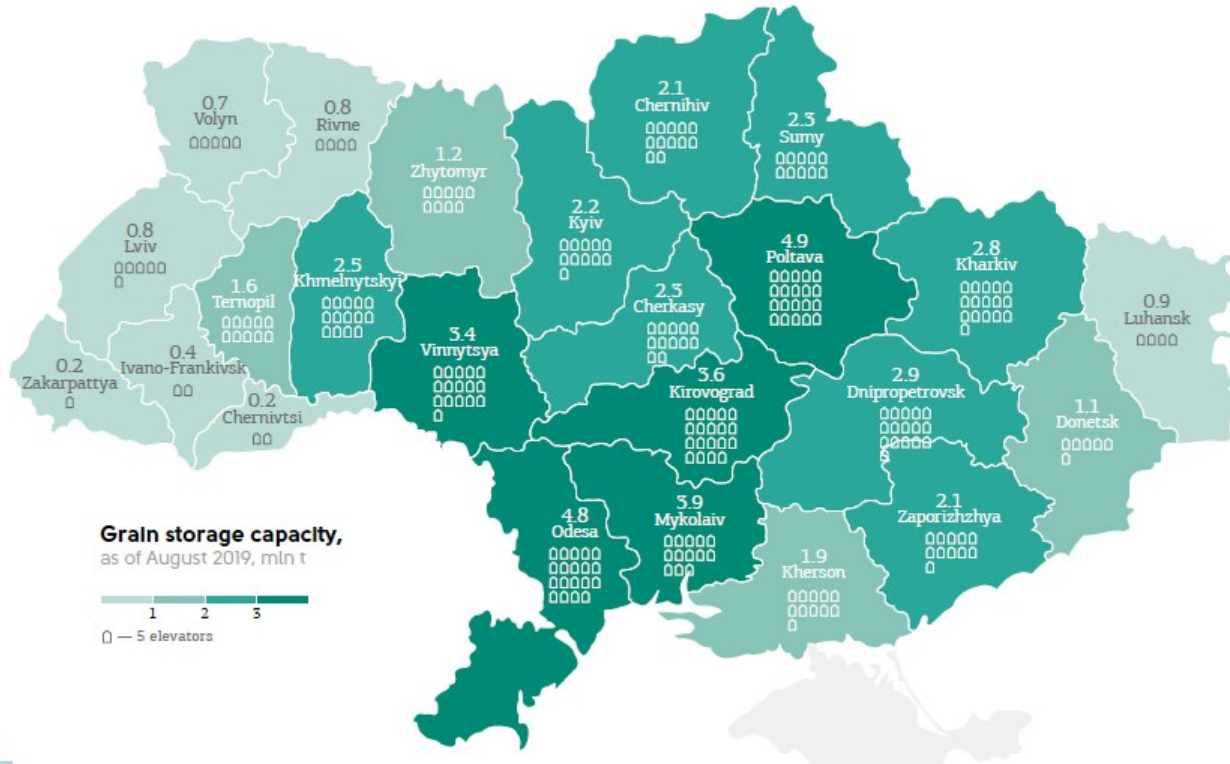 2.1
Chernihiv
0.7
Volyn
0.8
Rivne
2.3
Sumy
1.2
Zhytomyr
2.2
Kyiv
0.8
Lviv
4.9
Poltava
2.8
Kharkiv
2.5
Khmelnytskyi
1.6
Ternopil
2.3
Cherkasy
0.9
Luhansk
3.4
Vinnytsya
0.4
Ivano-Frankivsk
0.2
Zakarpattya
3.6
Kirovograd
2.9
Dnipropetrovsk
0.2
Chernivtsi
1.1
Donetsk
4.8
Odesa
3.9
Mykolaiv
2.1
Zaporizhzhya
1.9
Kherson
Grain storage capacity,
as of August 2019, mln t
1 2 3
— 5 elevators